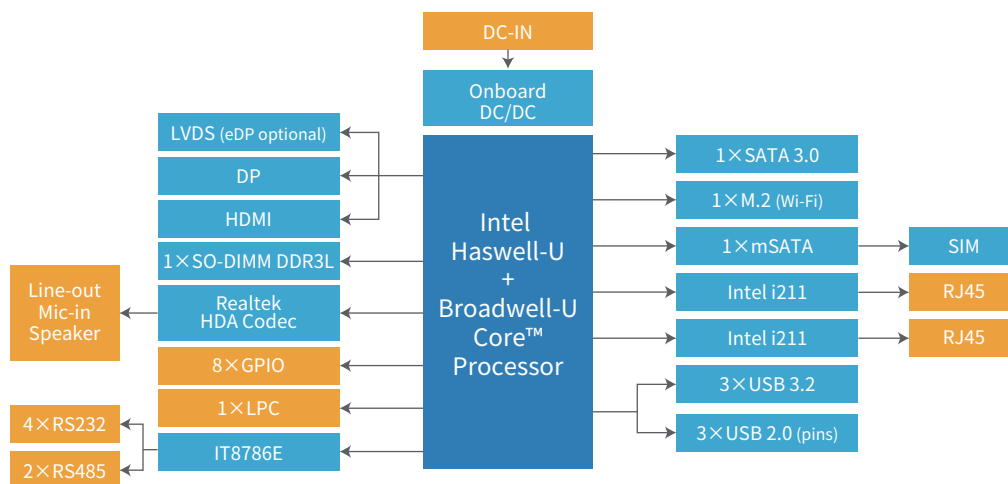 DC-IN
Onboard
DC/DC
LVDS (eDP optional)
DP
HDMI
1×SO-DIMM DDR3L
Realtek
HDA Codec
Line-out
Mic-in
Speaker
8×GPIO
1×LPC
IT8786E
4×RS232
2×RS485
Intel
Haswell-U
+
Broadwell-U
Core™
Processor
1×SATA 3.0
1×M.2 (Wi-Fi)
1×mSATA
SIM
Intel i211
RJ45
Intel i211
RJ45
3×USB 3.2
3×USB 2.0 (pins)